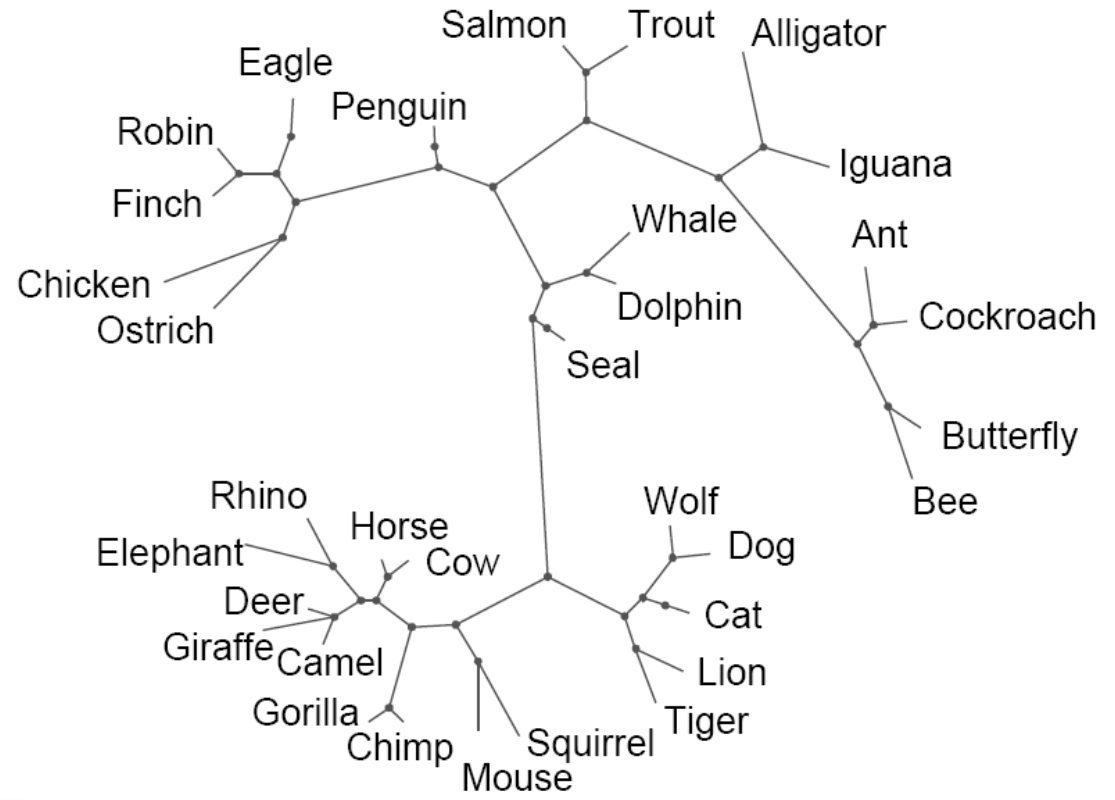 Salmon
Trout
Alligator
Eagle
Penguin
Robin
Iguana
Finch
Whale
Ant
Chicken
Dolphin
Cockroach
Ostrich
Seal
Butterfly
Bee
Rhino
Wolf
Horse
Elephant
Cow
Dog
Deer
Cat
Giraffe
Camel
Lion
Gorilla
Tiger
Chimp
Squirrel
Mouse